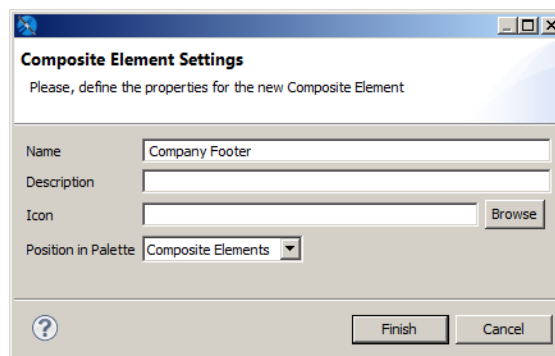 Composite Element Settings
Please, define the properties for the new Composite Element
Name Company Footer
Description
Icon Browse
Position in Palette Composite Elements
? Finish Cancel